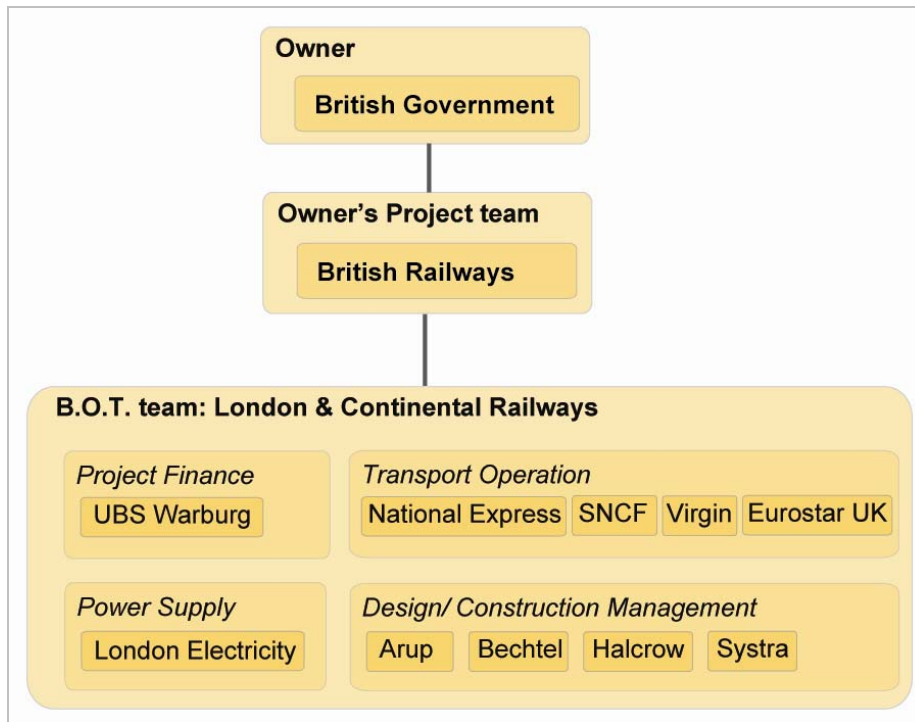 Owner
British Government
Owner's Project team
British Railways
B.O.T. team: London & Continental Railways
Project Finance
UBS Warburg
Transport Operation
National Express SNCF Virgin Eurostar UK
Power Supply
London Electricity
Design/ Construction Management
Arup Bechtel Halcrow Systra